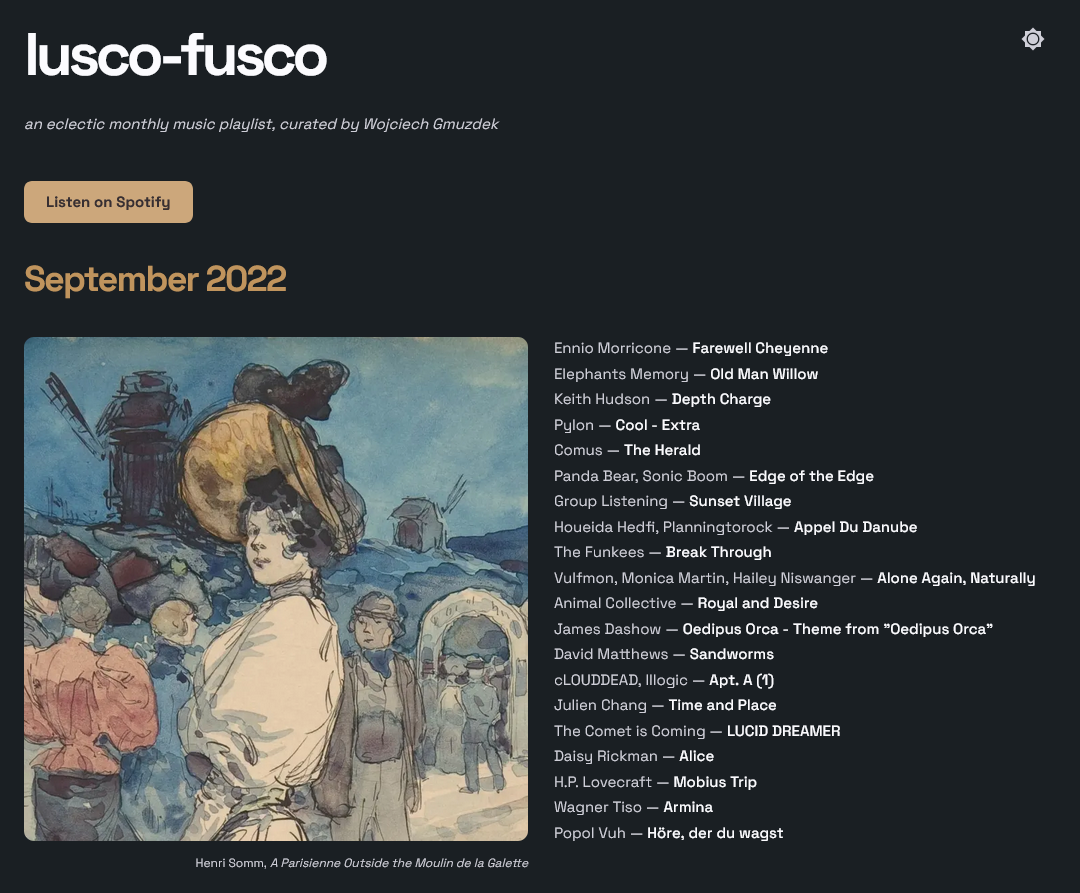 lusco-fusco
an eclectic monthly music playlist, curated by Wojciech Gmuzdek
Listen on Spotify
September 2022
Ennio Morricone — Farewell Cheyenne
Elephants Memory — Old Man Willow
Keith Hudson — Depth Charge
Pylon — Cool - Extra
Comus — The Herald
Panda Bear, Sonic Boom — Edge of the Edge
Group Listening — Sunset Village
Houeida Hedfi, Planningtorock — Appel Du Danube
The Funkees — Break Through
Vulfmon, Monica Martin, Hailey Niswanger — Alone Again, Naturally
Animal Collective — Royal and Desire
James Dashow — Oedipus Orca - Theme from ”Oedipus Orca”
David Matthews — Sandworms
cLOUDDEAD, Illogic — Apt. A (1)
Julien Chang — Time and Place
The Comet is Coming — LUCID DREAMER
Daisy Rickman — Alice
H.P. Lovecraft — Mobius Trip
Wagner Tiso — Armina
Popol Vuh — Höre, der du wagst
Henri Somm, A Parisienne Outside the Moulin de la Galette